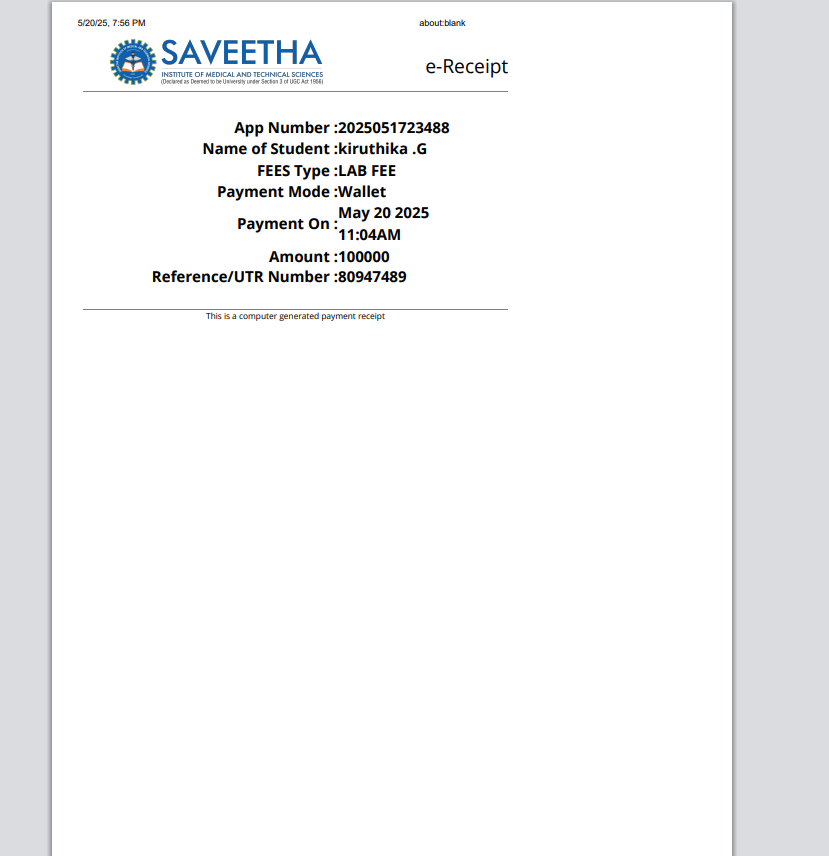 5/20/25, 7:56 PM about:blank
SAVEETHA
INSTITUTE OF MEDICAL AND TECHNICAL SCIENCES
(Declared as Deemed to be University under Section 3 of UGC Act 1956)
e-Receipt
App Number :2025051723488
Name of Student :kiruthika .G
FEES Type :LAB FEE
Payment Mode :Wallet
Payment On :May 20 2025
11:04AM
Amount :100000
Reference/UTR Number :80947489
This is a computer generated payment receipt